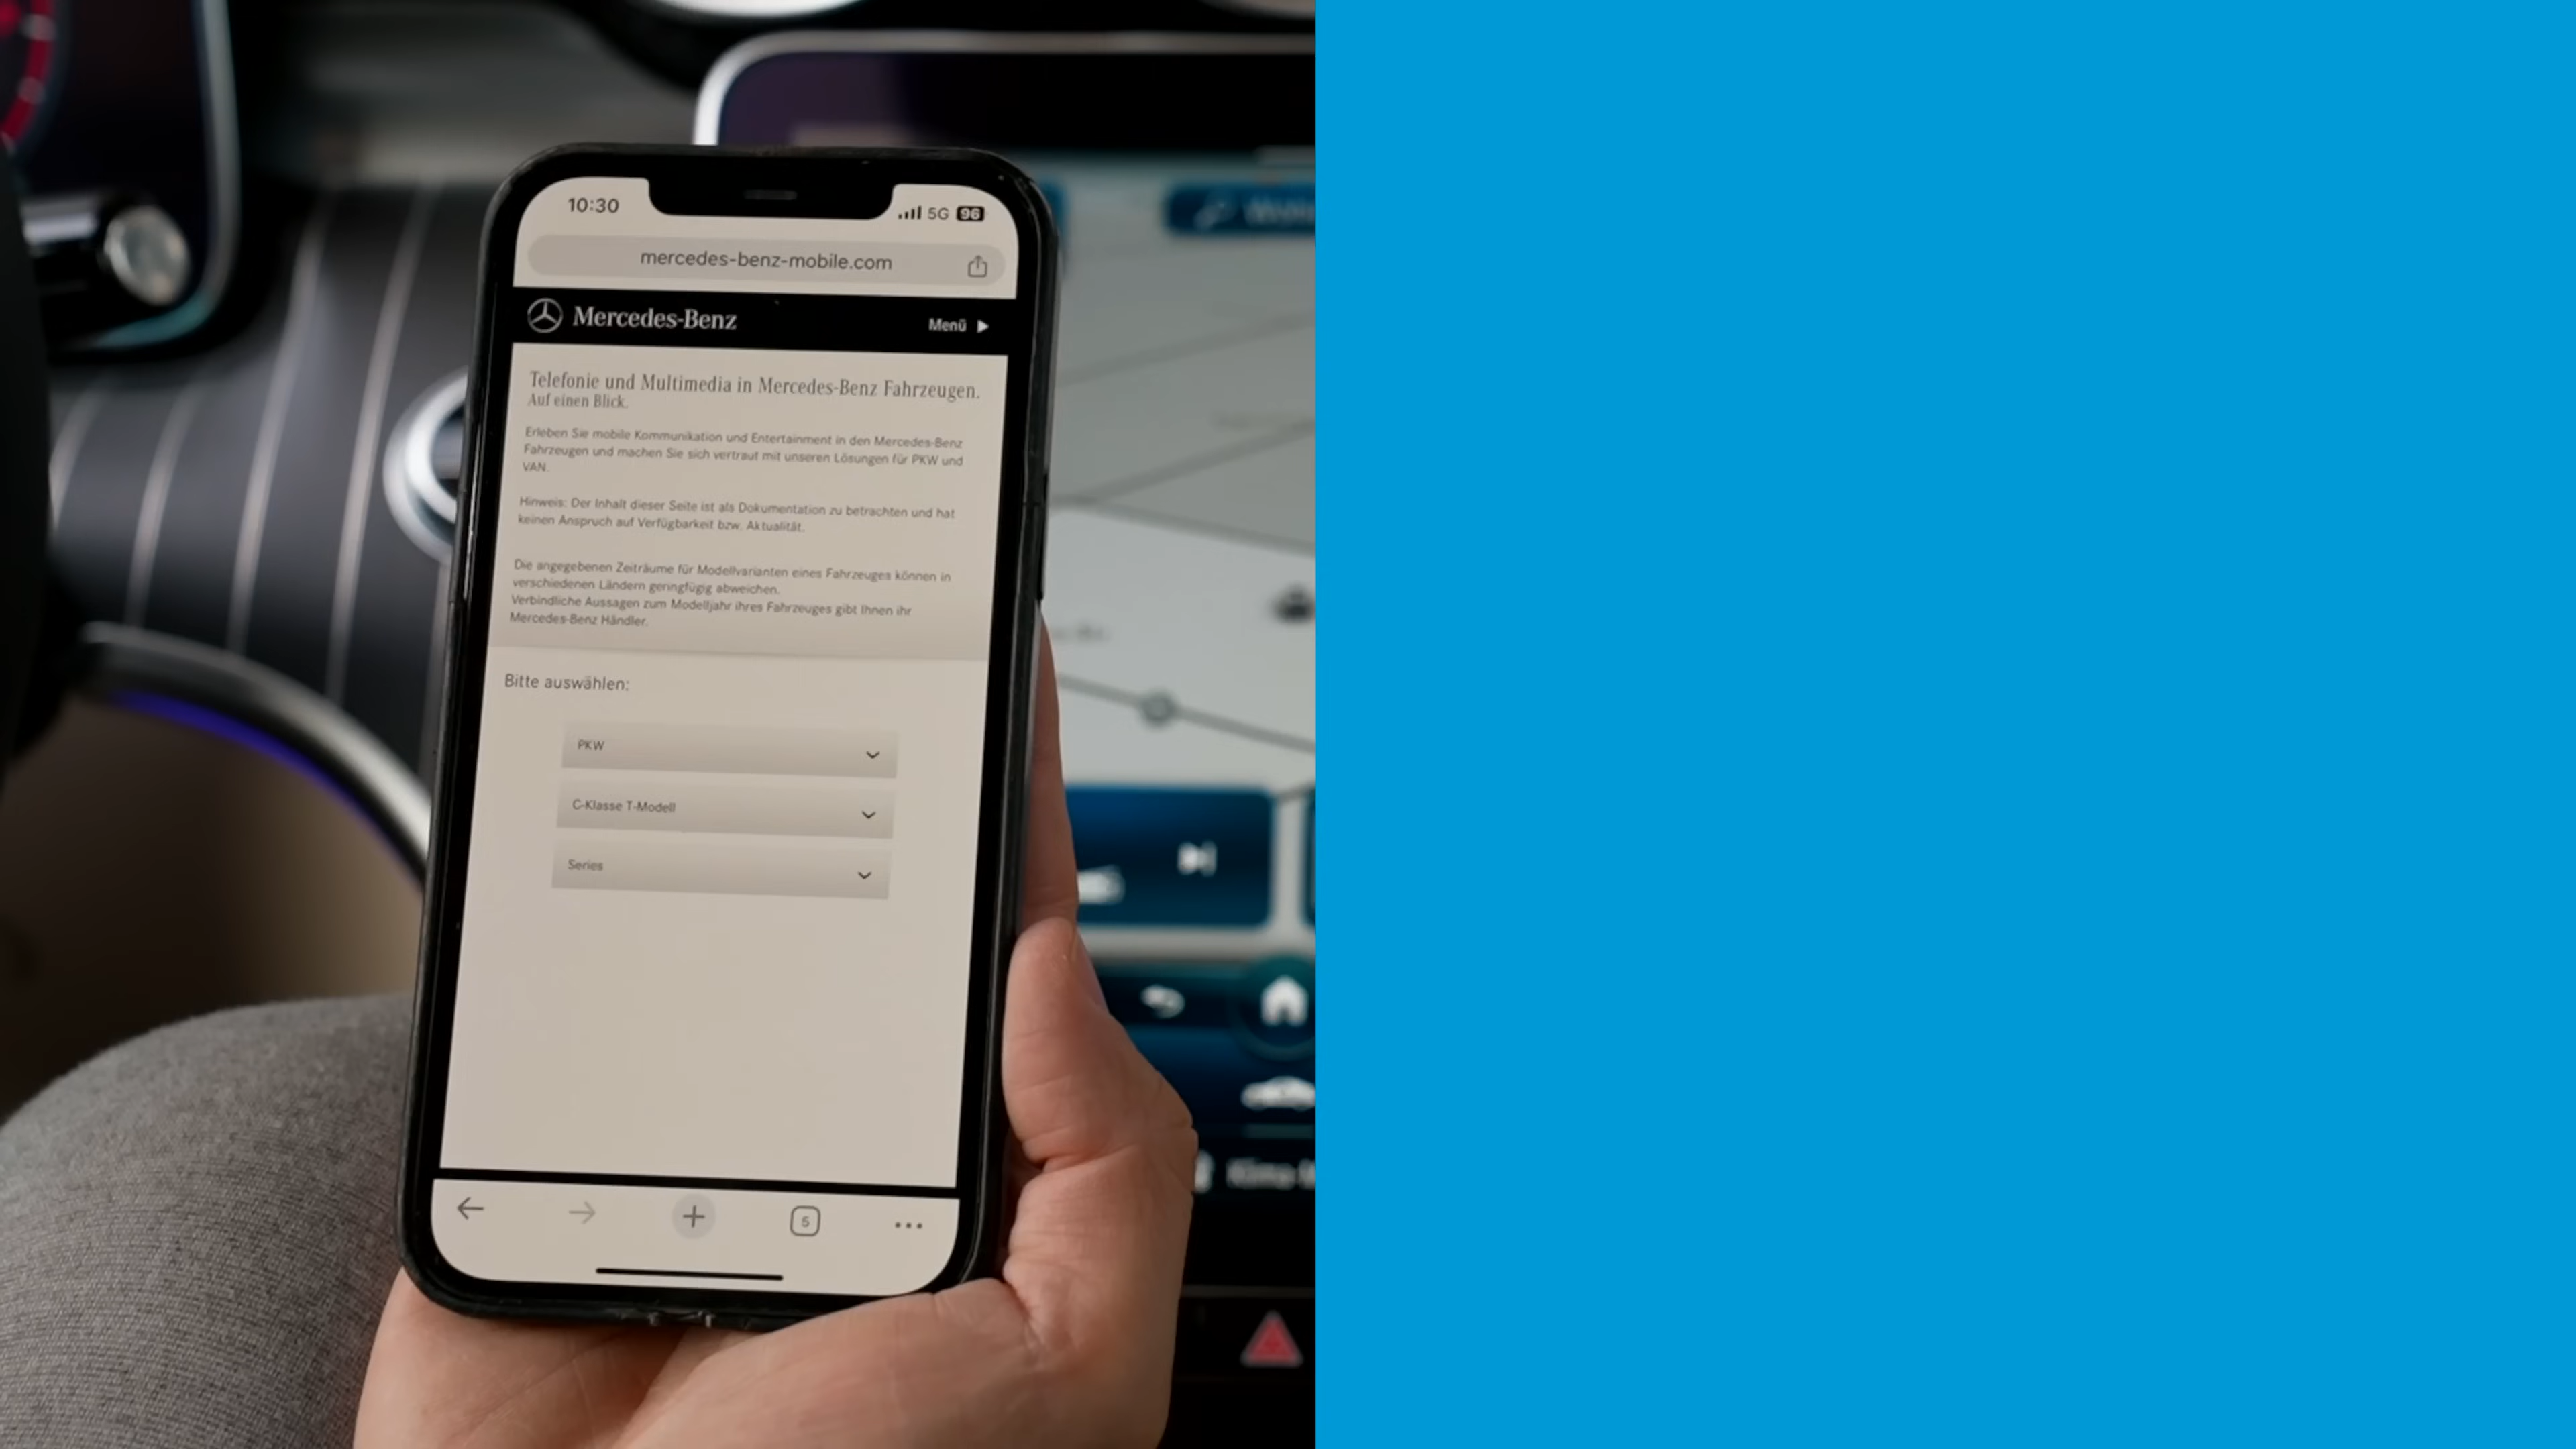 10:30
5G 96
mercedes-benz-mobile.com
Mercedes-Benz
Menü
Telefonie und Multimedia in Mercedes-Benz Fahrzeugen.
Auf einen Blick.
Erleben Sie mobile Kommunikation und Entertainment in den Mercedes-Benz
Fahrzeugen und machen Sie sich vertraut mit unseren Lösungen für PKW und
VAN.
Hinweis: Der Inhalt dieser Seite ist als Dokumentation zu betrachten und hat
keinen Anspruch auf Verfügbarkeit bzw. Aktualität.
Die angegebenen Zeiträume für Modellvarianten eines Fahrzeuges können in
verschiedenen Ländern geringfügig abweichen.
Verbindliche Aussagen zum Modelljahr ihres Fahrzeuges gibt Ihnen ihr
Mercedes-Benz Händler.
Bitte auswählen:
PKW
C-Klasse T-Modell
Series
5